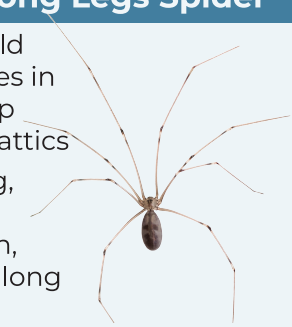 ong Legs Spider
ld
es in
p
attics
g,
n,
long